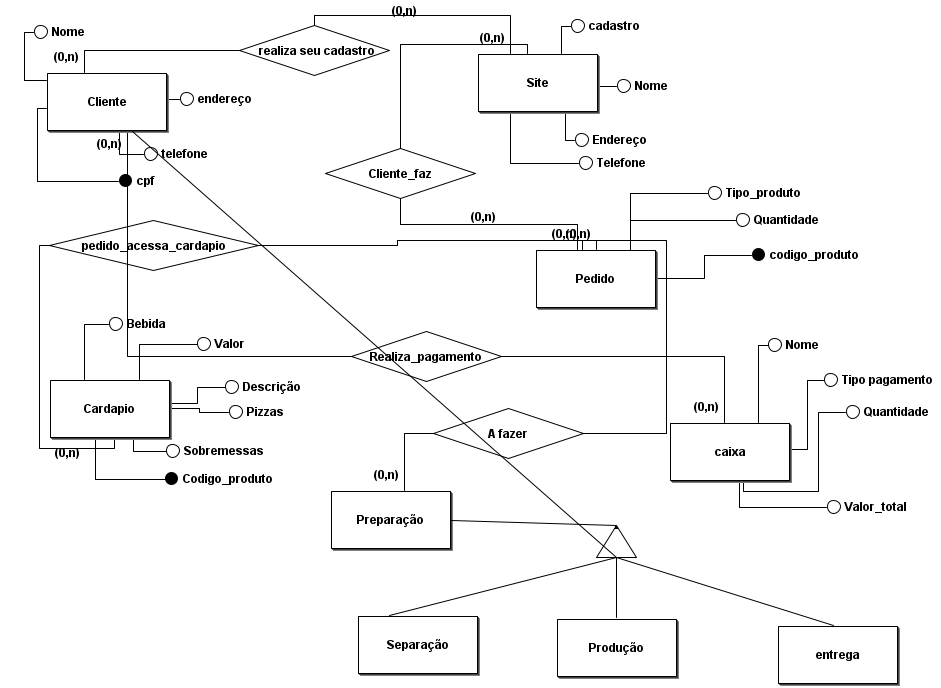 (0,n)
cadastro
Nome
(0,n)
realiza seu cadastro
(0,n)
Site
Nome
Cliente
endereço
Endereço
(0,n)
telefone
Telefone
Cliente_faz
cpf
Tipo_produto
(0,n)
Quantidade
(0,(0,n)
pedido_acessa_cardapio
codigo_produto
Pedido
Bebida
Valor
Nome
Realiza_pagamento
Tipo pagamento
Descrição
(0,n)
Cardapio
Pizzas
Quantidade
A fazer
Sobremessas
(0,n)
caixa
(0,n)
Codigo_produto
Valor_total
Preparação
Separação
Produção
entrega